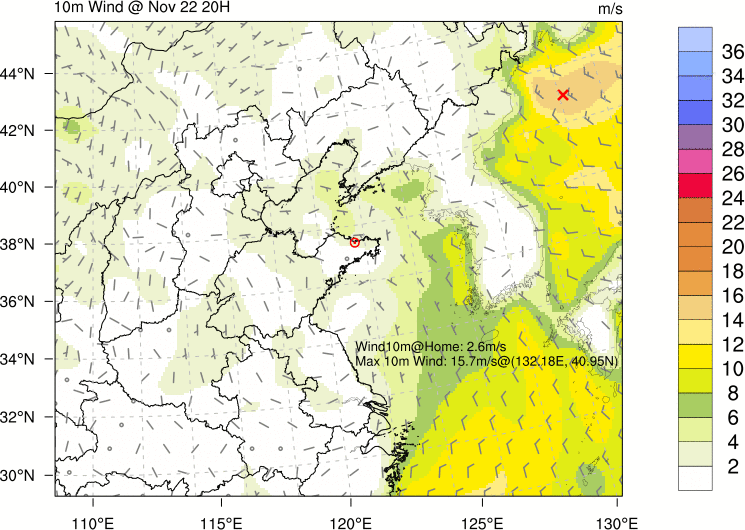 10m Wind @ Nov 22 20H
m/s
44°N
42°N
40°N
38°N
36°N
34°N
32°N
30°N
110°E
115°E
120°E
125°E
130°E
Wind10m@Home: 2.6m/s
Max 10m Wind: 15.7m/s@(132.18E, 40.95N)
36
34
32
30
28
26
24
22
20
18
16
14
12
10
8
6
4
2